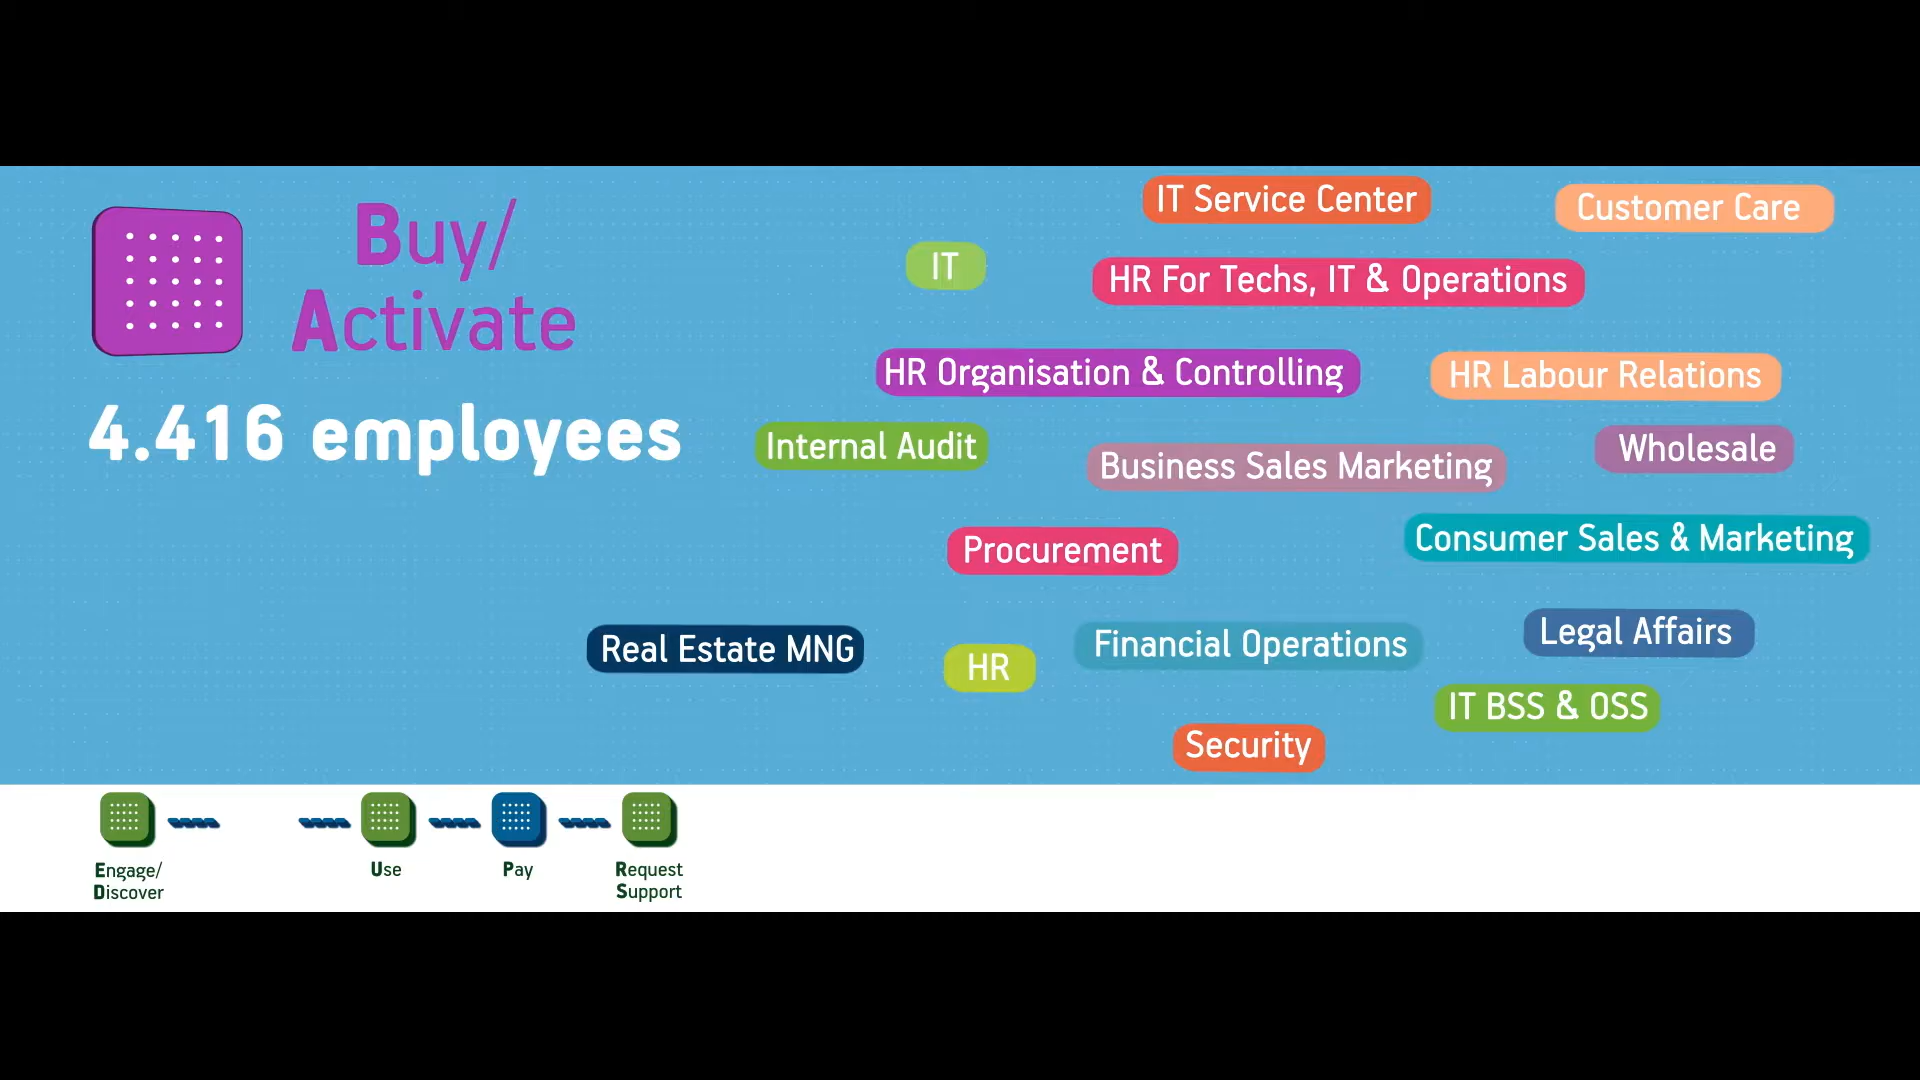 Buy/
Activate
4.416 employees
IT Service Center
Customer Care
IT
HR For Techs, IT & Operations
HR Organisation & Controlling
HR Labour Relations
Internal Audit
Business Sales Marketing
Wholesale
Procurement
Consumer Sales & Marketing
Real Estate MNG
HR
Financial Operations
Legal Affairs
IT BSS & OSS
Security
Engage/
Discover
Use
Pay
Request
Support